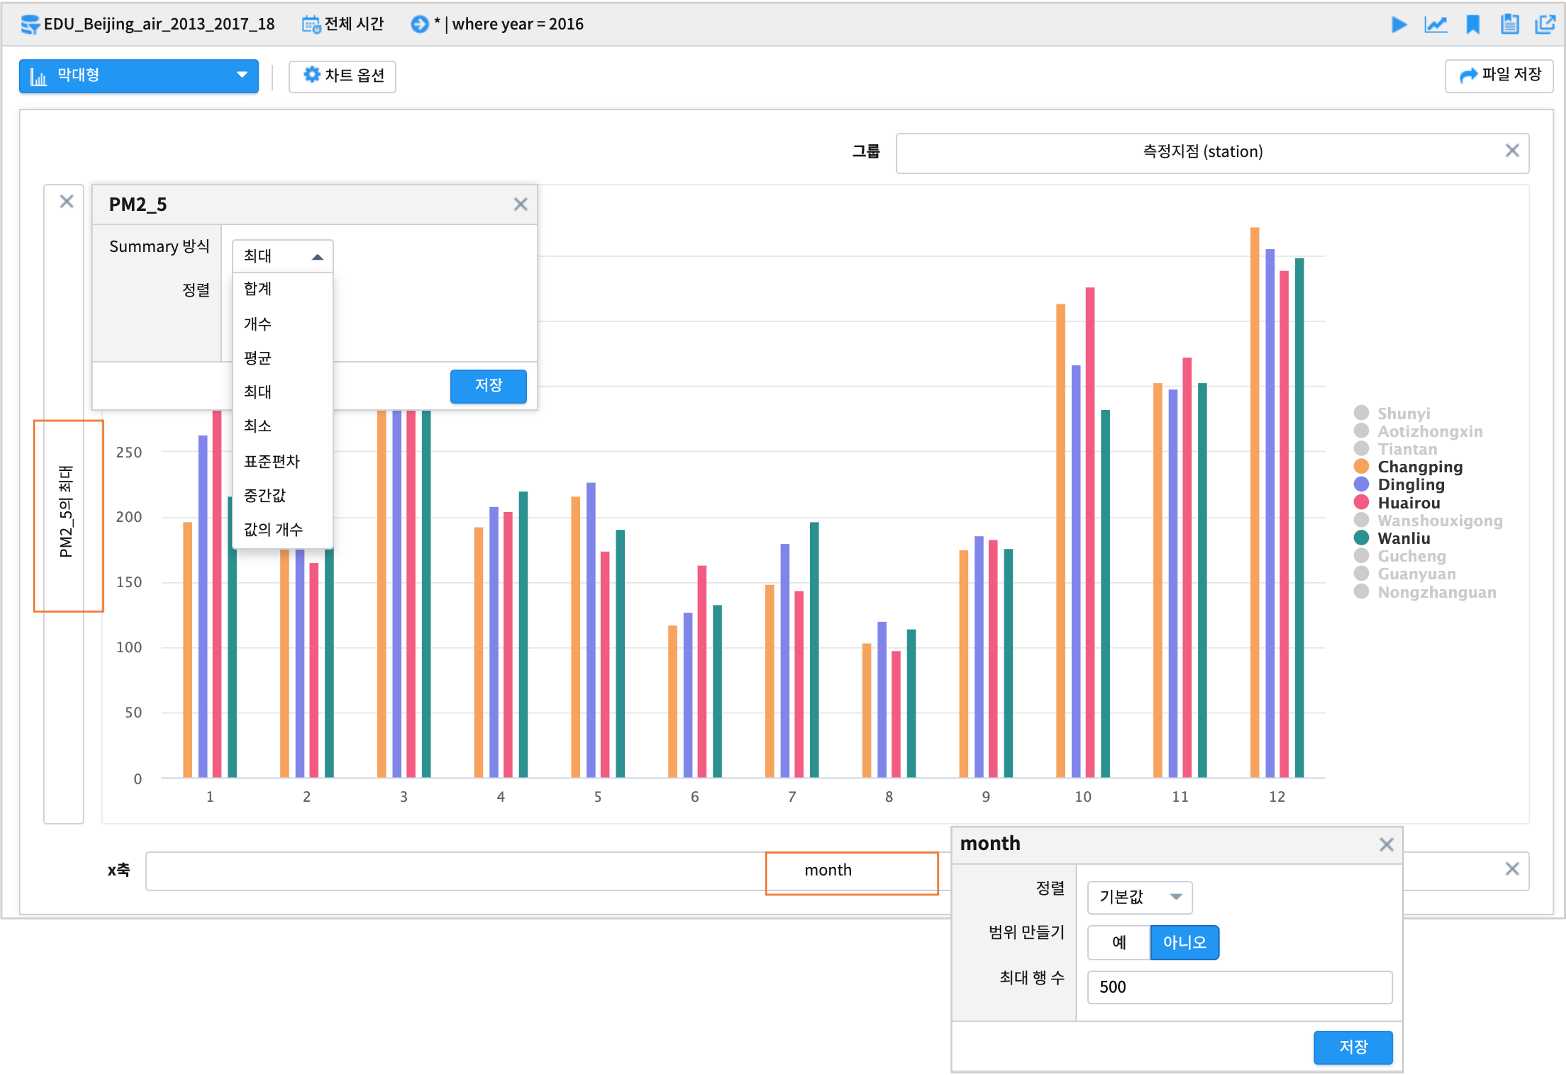 EDU_Beijing_air_2013_2017_18 전체 시간 * | where year = 2016
막대형 차트 옵션 파일 저장
그룹 측정지점 (station)
PM2_5
Summary 방식 최대
정렬
합계
개수
평균
최대
최소
표준편차
중간값
값의 개수
저장
PM2_5의 최대
250
200
150
100
50
0
1 2 3 4 5 6 7 8 9 10 11 12
Shunyi
Aotizhongxin
Tiantan
Changping
Dingling
Huairou
Wanshouxigong
Wanliu
Gucheng
Guanyuan
Nongzhanguan
x축 month
month
정렬 기본값
범위 만들기 예 아니오
최대 행 수 500
저장